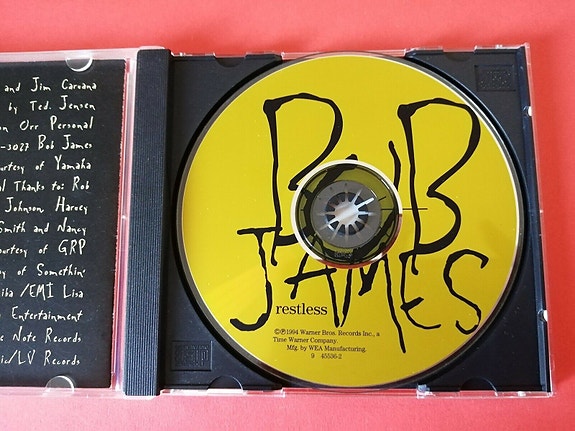 and Jim Caruana
by Ted Jensen
Orr Personal
-3027 Bob James
of Yamaha
Thanks to: Rob
Johnson, Harvey
Smith and Nancy
of GRP
of Somethin'
/EMI Lisa
Entertainment
Note Records
/LV Records
BOB
JAMES
restless
©℗1994 Warner Bros. Records Inc., a
Time Warner Company.
Mfg. by WEA Manufacturing.
9 45536-2